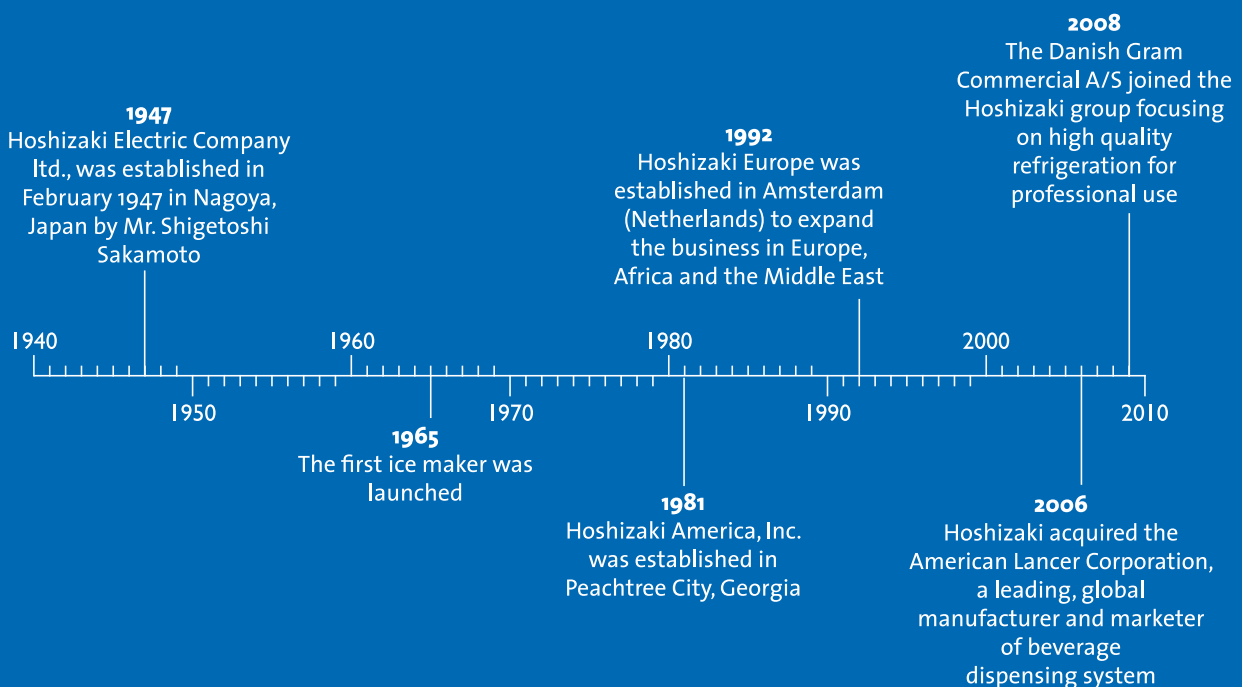 1947
Hoshizaki Electric Company
ltd., was established in
February 1947 in Nagoya,
Japan by Mr. Shigetoshi
Sakamoto
1992
Hoshizaki Europe was
established in Amsterdam
(Netherlands) to expand
the business in Europe,
Africa and the Middle East
2008
The Danish Gram
Commercial A/S joined the
Hoshizaki group focusing
on high quality
refrigeration for
professional use
1940
1960
1980
2000
1950
1970
1990
2010
1965
The first ice maker was
launched
1981
Hoshizaki America, Inc.
was established in
Peachtree City, Georgia
2006
Hoshizaki acquired the
American Lancer Corporation,
a leading, global
manufacturer and marketer
of beverage
dispensing system